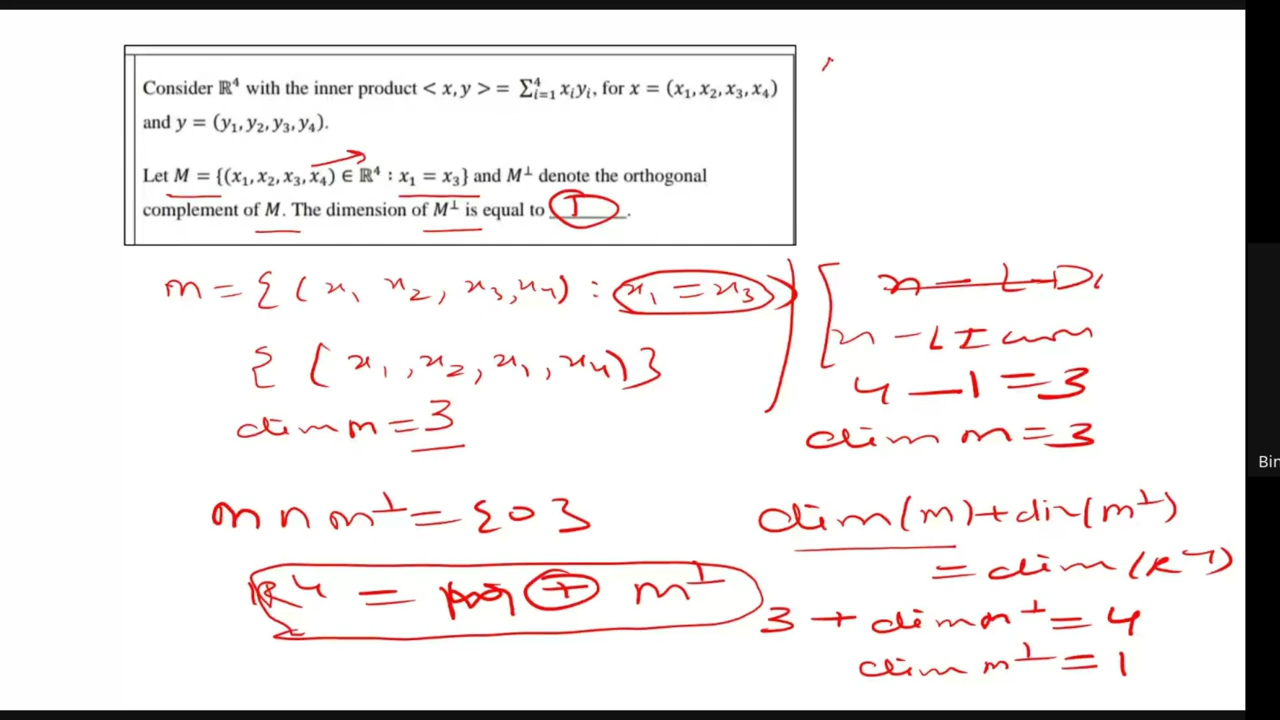 Consider ℝ⁴ with the inner product < x, y > = Σ⁴ᵢ₌₁ xᵢyᵢ, for x = (x₁, x₂, x₃, x₄)
and y = (y₁, y₂, y₃, y₄).
Let M = {(x₁, x₂, x₃, x₄) ∈ ℝ⁴ : x₁ = x₃} and M⊥ denote the orthogonal
complement of M. The dimension of M⊥ is equal to 1.
m = { ( x₁ x₂, x₃, x₄) : x₁ = x₃ }
{ ( x₁, x₂, x₁, x₄) }
dim m = 3
m ∩ m⊥ = {0}
ℝ⁴ = ⊕ m⊥
n - L D
n - LI
4 - 1 = 3
dim m = 3
dim(m) + dim(m⊥)
= dim(ℝ⁴)
3 + dim m⊥ = 4
dim m⊥ = 1
Bin